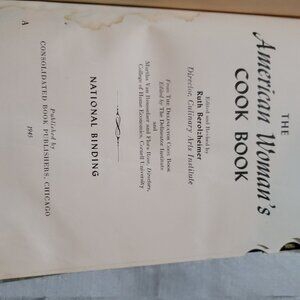 THE
American Woman's
COOK BOOK
Edited and Revised by
Ruth Berolzheimer
Director, Culinary Arts Institute
From THE DELINEATOR COOK BOOK
Edited by The Delineator Institute
and
Martha Van Rensselaer and Flora Rose, Directors,
College of Home Economics, Cornell University
NATIONAL BINDING
Published by
CONSOLIDATED BOOK PUBLISHERS, CHICAGO
1945
A